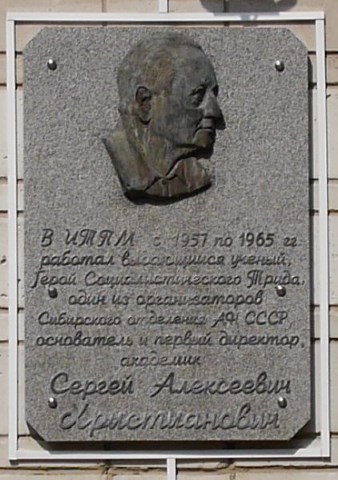 В ИТПМ с 1957 по 1965 гг
работал выдающийся ученый,
Герой Социалистического Труда,
один из организаторов
Сибирского отделения АН СССР,
основатель и первый директор,
академик
Сергей Алексеевич
Христианович